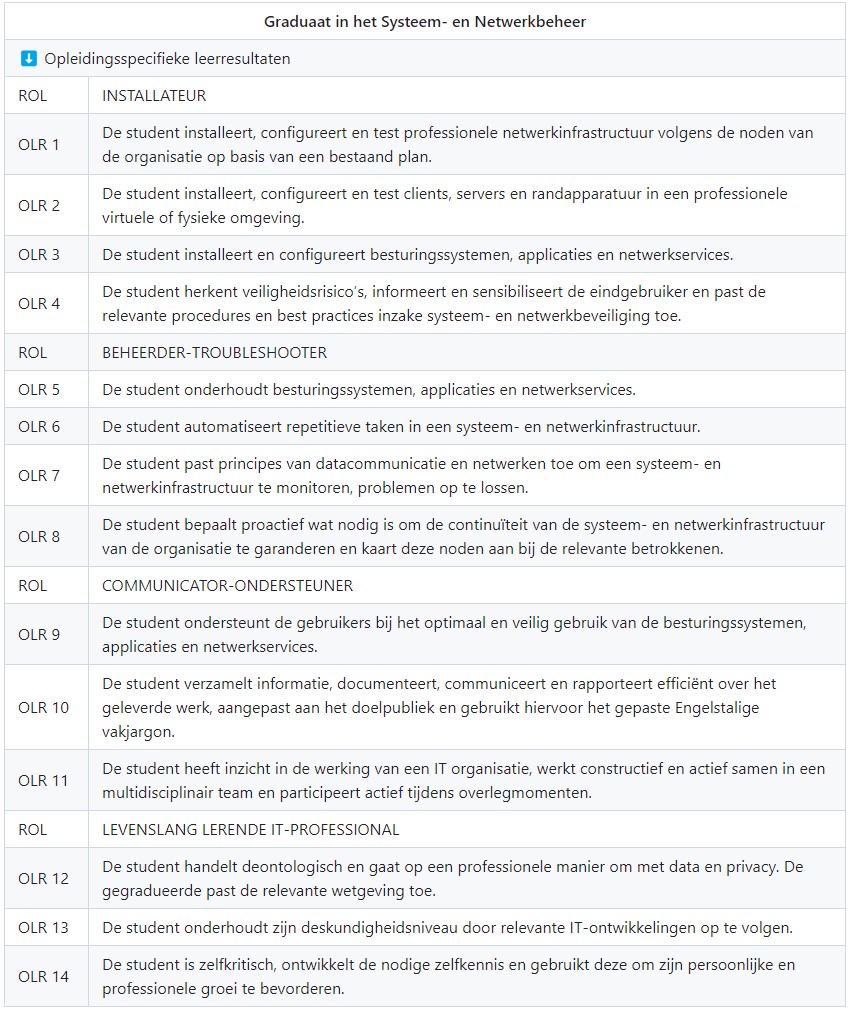 Graduaat in het Systeem- en Netwerkbeheer
Opleidingsspecifieke leerresultaten
ROL INSTALLATEUR
OLR 1 De student installeert, configureert en test professionele netwerkinfrastructuur volgens de noden van
de organisatie op basis van een bestaand plan.
OLR 2 De student installeert, configureert en test clients, servers en randapparatuur in een professionele
virtuele of fysieke omgeving.
OLR 3 De student installeert en configureert besturingssystemen, applicaties en netwerkservices.
OLR 4 De student herkent veiligheidsrisico's, informeert en sensibiliseert de eindgebruiker en past de
relevante procedures en best practices inzake systeem- en netwerkbeveiliging toe.
ROL BEHEERDER-TROUBLESHOOTER
OLR 5 De student onderhoudt besturingssystemen, applicaties en netwerkservices.
OLR 6 De student automatiseert repetitieve taken in een systeem- en netwerkinfrastructuur.
OLR 7 De student past principes van datacommunicatie en netwerken toe om een systeem- en
netwerkinfrastructuur te monitoren, problemen op te lossen.
OLR 8 De student bepaalt proactief wat nodig is om de continuïteit van de systeem- en netwerkinfrastructuur
van de organisatie te garanderen en kaart deze noden aan bij de relevante betrokkenen.
ROL COMMUNICATOR-ONDERSTEUNER
OLR 9 De student ondersteunt de gebruikers bij het optimaal en veilig gebruik van de besturingssystemen,
applicaties en netwerkservices.
OLR 10 De student verzamelt informatie, documenteert, communiceert en rapporteert efficiënt over het
geleverde werk, aangepast aan het doelpubliek en gebruikt hiervoor het gepaste Engelstalige
vakjargon.
OLR 11 De student heeft inzicht in de werking van een IT organisatie, werkt constructief en actief samen in een
multidisciplinair team en participeert actief tijdens overlegmomenten.
ROL LEVENSLANG LERENDE IT-PROFESSIONAL
OLR 12 De student handelt deontologisch en gaat op een professionele manier om met data en privacy. De
gegradueerde past de relevante wetgeving toe.
OLR 13 De student onderhoudt zijn deskundigheidsniveau door relevante IT-ontwikkelingen op te volgen.
OLR 14 De student is zelfkritisch, ontwikkelt de nodige zelfkennis en gebruikt deze om zijn persoonlijke en
professionele groei te bevorderen.